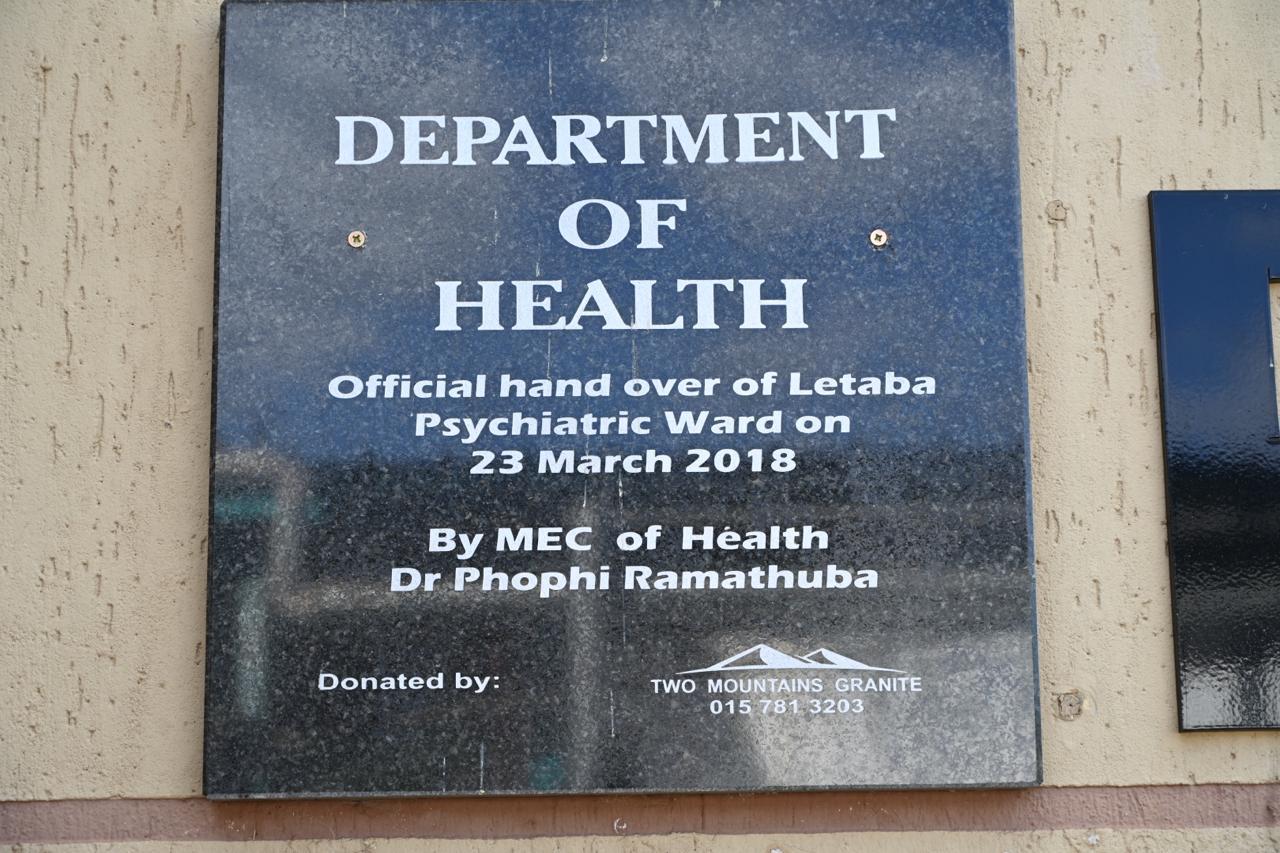 DEPARTMENT
OF
HEALTH
Official hand over of Letaba
Psychiatric Ward on
23 March 2018
By MEC of Health
Dr Phophi Ramathuba
Donated by:
TWO MOUNTAINS GRANITE
015 781 3203